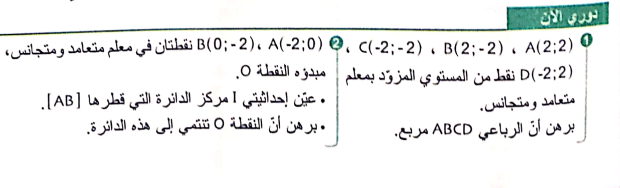 دوري الآن
1 A(2;2) ، B(2;-2) ، C(-2;-2) ،
D(-2;2) نقط من المستوي المزوّد بمعلم
متعامد ومتجانس.
برهن أنّ الرباعي ABCD مربع.
2 A(-2;0) ،B(0;-2) نقطتان في معلم متعامد ومتجانس،
مبدؤه النقطة O.
• عيّن إحداثيتي I مركز الدائرة التي قطرها [AB].
• برهن أنّ النقطة O تنتمي إلى هذه الدائرة.